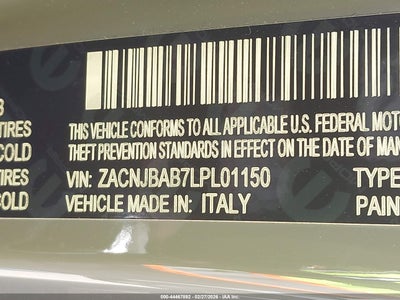 3
TIRES
COLD
TIRES
COLD
THIS VEHICLE CONFORMS TO ALL APPLICABLE U.S. FEDERAL MOTO
THEFT PREVENTION STANDARDS IN EFFECT ON THE DATE OF MAN
VIN: ZACNJBAB7LPL01150 TYPE
VEHICLE MADE IN: ITALY PAIN